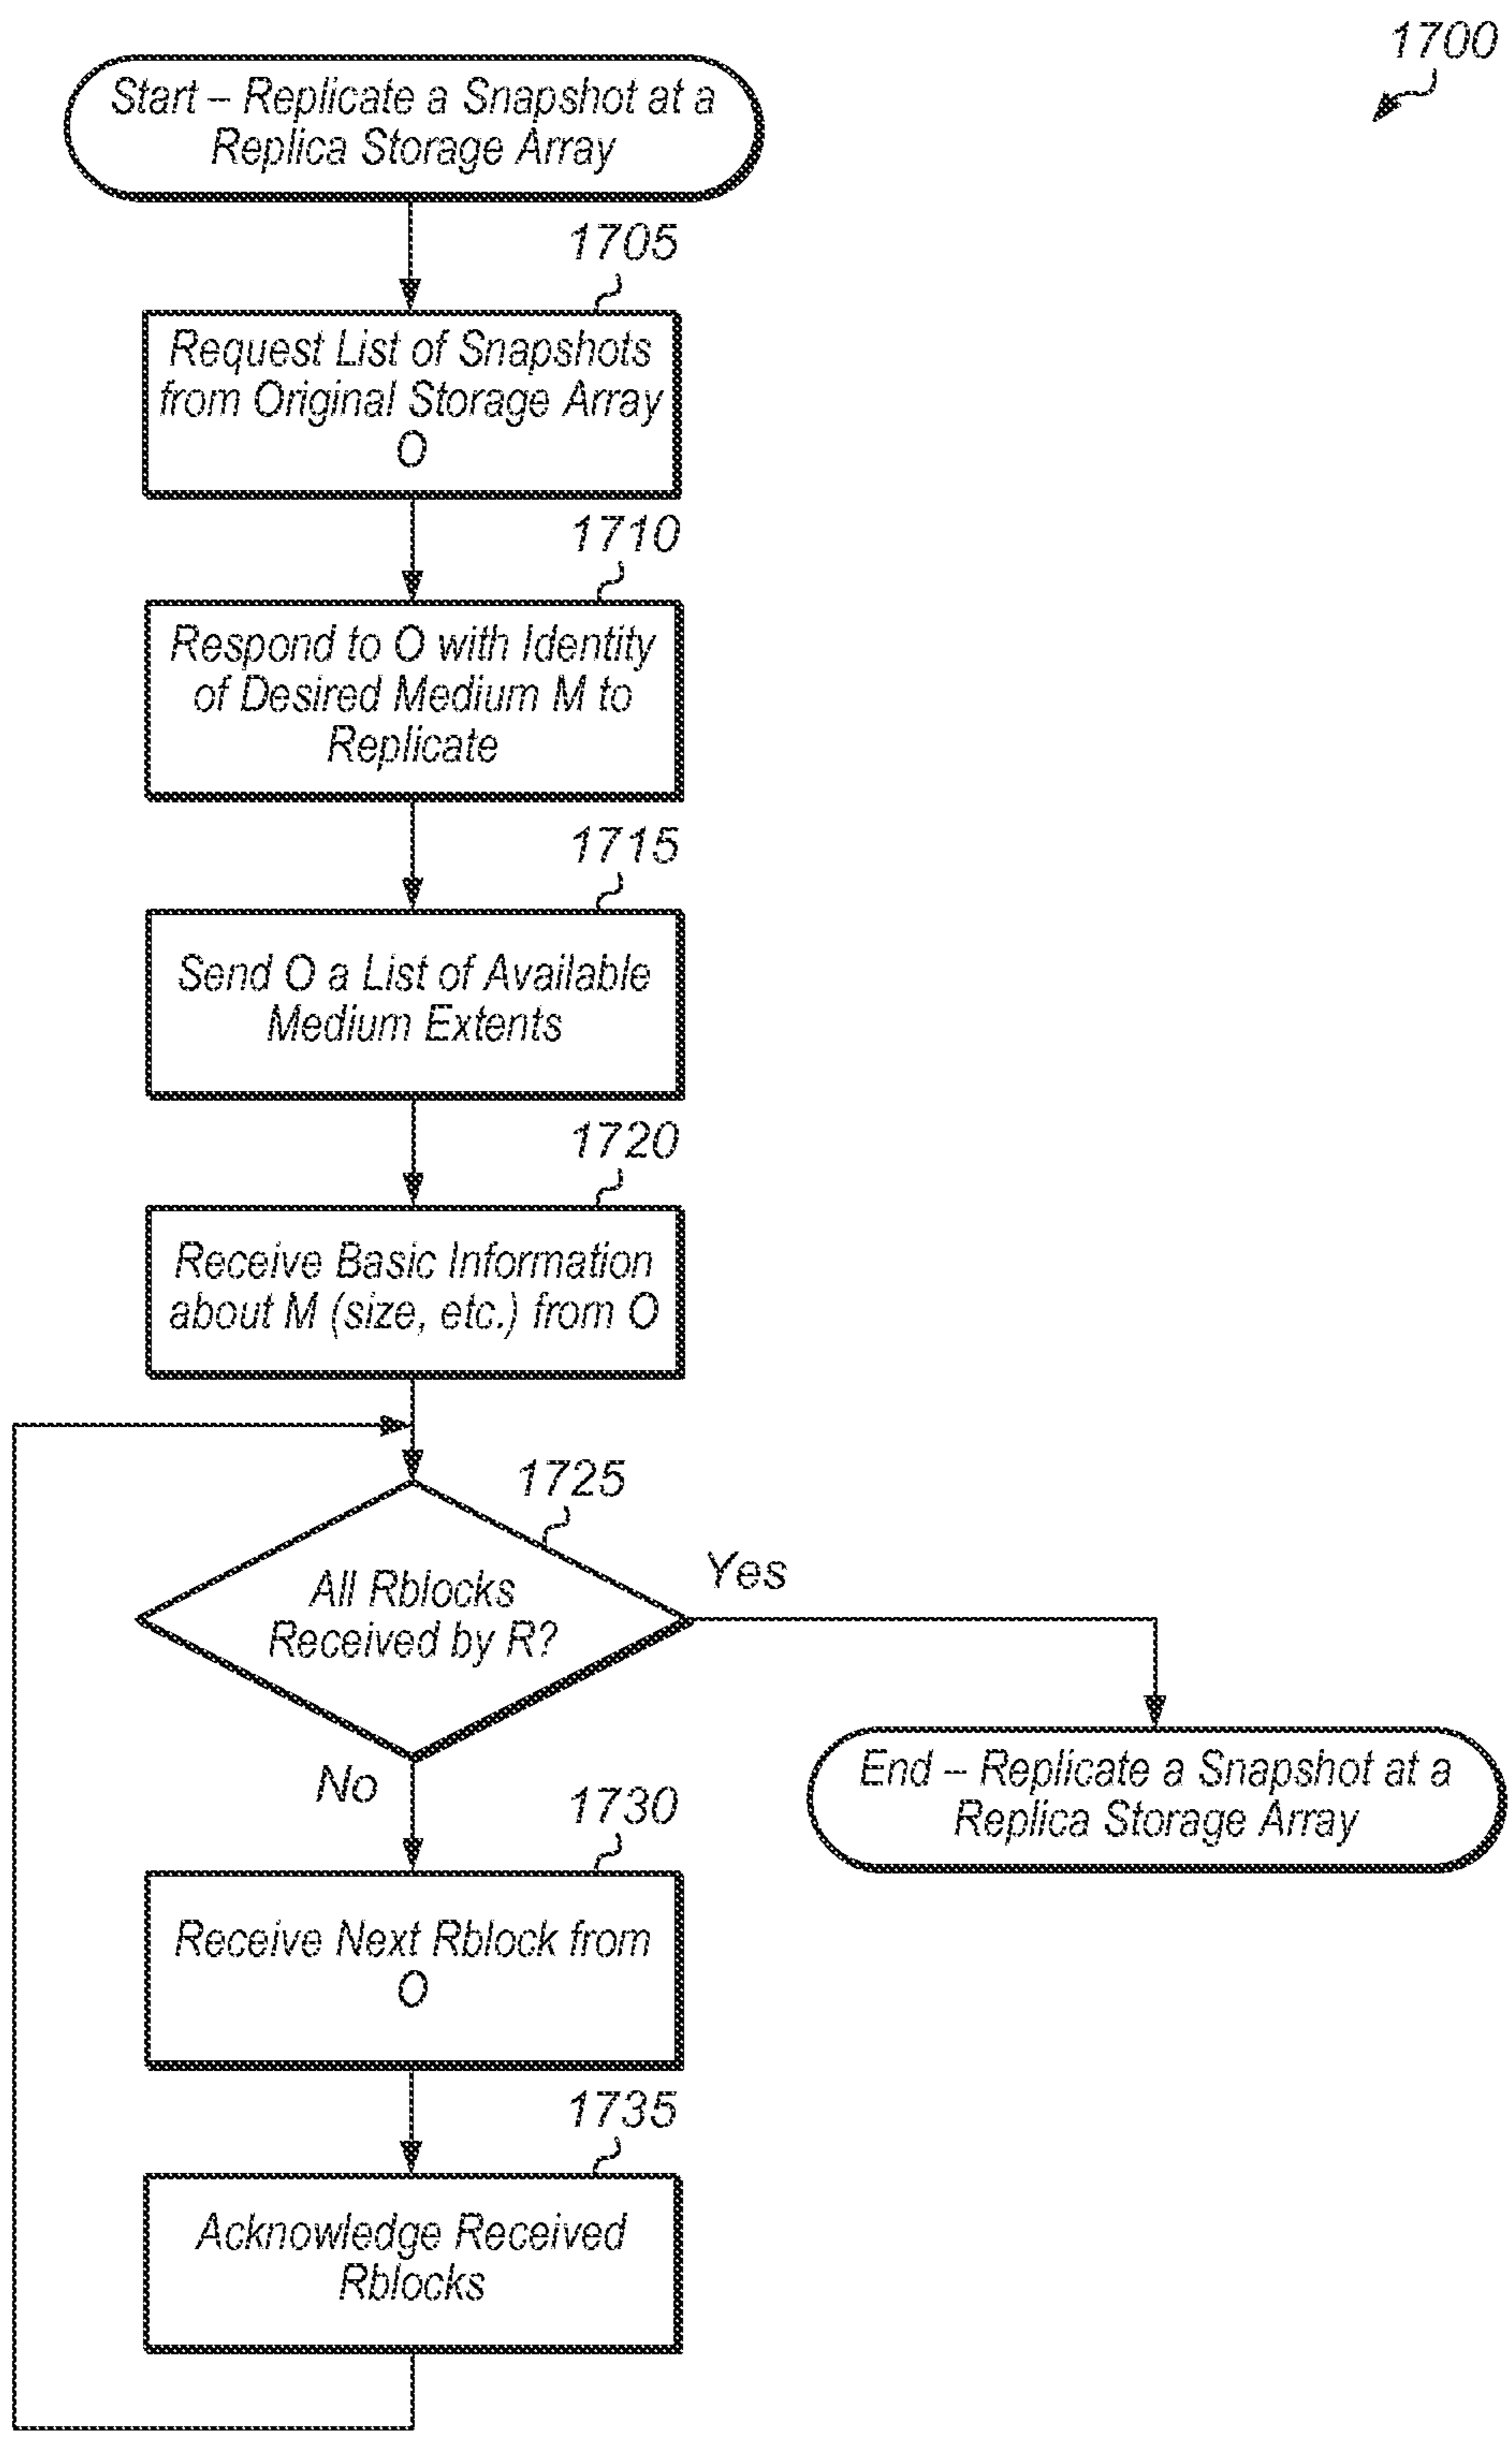 1700
Start – Replicate a Snapshot at a
Replica Storage Array
1705
Request List of Snapshots
from Original Storage Array
O
1710
Respond to O with Identity
of Desired Medium M to
Replicate
1715
Send O a List of Available
Medium Extents
1720
Receive Basic Information
about M (size, etc.) from O
1725
All Rblocks
Received by R?
Yes
No
End – Replicate a Snapshot at a
Replica Storage Array
1730
Receive Next Rblock from
O
1735
Acknowledge Received
Rblocks